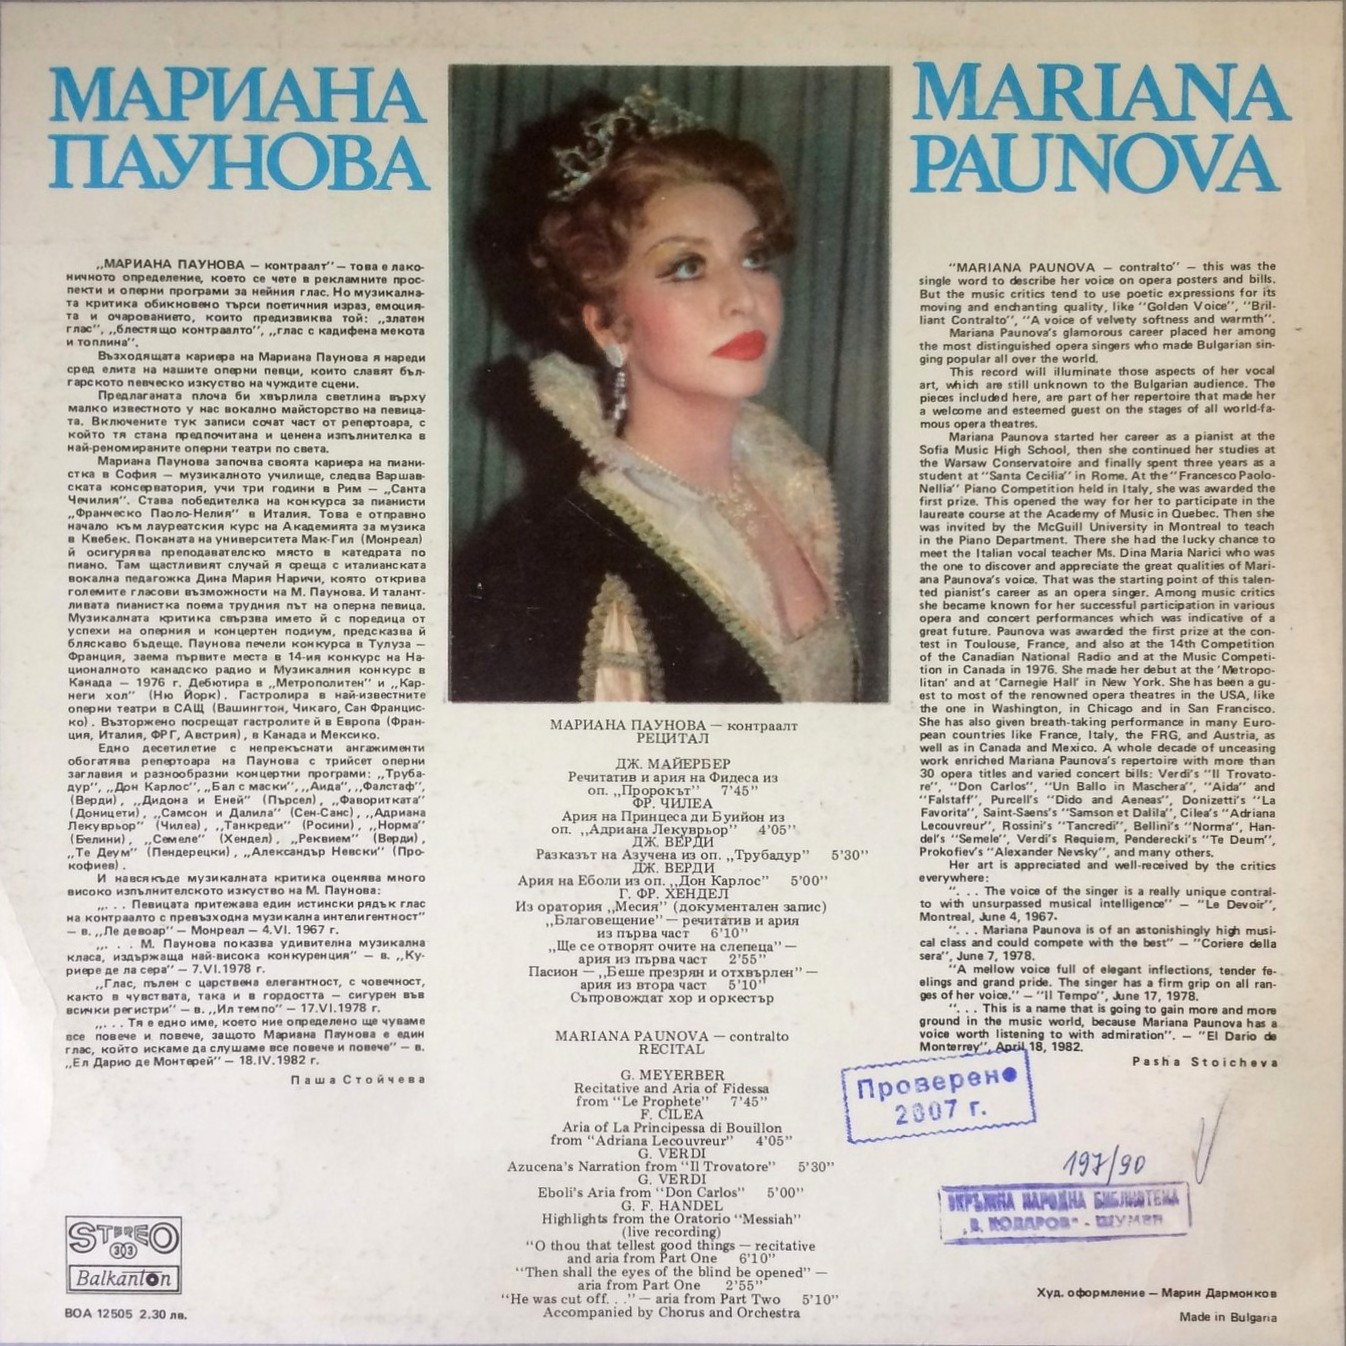 МАРИАНА
ПАУНОВА
„МАРИАНА ПАУНОВА — контраалт" — това е лако-
ничното определение, което се чете в рекламните прос-
пекти и оперни програми за нейния глас. Но музикална-
та критика обикновено търси поетичния израз, емоция-
та и очарованието, които предизвиква той: „златен
глас", „блестящо контраалто", „глас с кадифена мекота
и топлина".
Възходящата кариера на Мариана Паунова я нареди
сред елита на нашите оперни певци, които славят бъл-
гарското певческо изкуство на чуждите сцени.
Предлаганата плоча би хвърлила светлина върху
малко известното у нас вокално майсторство на певица-
та. Включените тук записи сочат част от репертоара, с
който тя стана предпочитана и ценена изпълнителка в
най-реномираните оперни театри по света.
Мариана Паунова започва своята кариера на пиани-
стка в София — музикалното училище, следва Варшав-
ската консерватория, учи три години в Рим — „Санта
Чечилия". Става победителка на конкурса за пианисти
„Франческо Паоло-Нелия" в Италия. Това е отправно
начало към лауреатския курс на Академията за музика
в Квебек. Поканата на университета Мак-Гил (Монреал)
й осигурява преподавателско място в катедрата по
пиано. Там щастливият случай я среща с италианската
вокална педагожка Дина Мария Наричи, която открива
големите гласови възможности на М. Паунова. И талант-
ливата пианистка поема трудния път на оперна певица.
Музикалната критика свързва името й с поредица от
успехи на оперния и концертен подиум, предсказва й
бляскаво бъдеще. Паунова печели конкурса в Тулуза —
Франция, заема първите места в 14-ия конкурс на На-
ционалното канадско радио и Музикалния конкурс в
Канада — 1976 г. Дебютира в „Метрополитен" и „Кар-
неги хол" (Ню Йорк). Гастролира в най-известните
оперни театри в САЩ (Вашингтон, Чикаго, Сан Францис-
ко). Възторжено посрещат гастролите й в Европа (Фран-
ция, Италия, ФРГ, Австрия), в Канада и Мексико.
Едно десетилетие с непрекъснати ангажименти
обогатява репертоара на Паунова с трийсет оперни
заглавия и разнообразни концертни програми: „Труба-
дур", „Дон Карлос", „Бал с маски", „Аида", „Фалстаф",
(Верди), „Дидона и Еней" (Пърсел), „Фаворитката"
(Доницети), „Самсон и Далила" (Сен-Санс), „Адриана
Лекуврьор" (Чилеа), „Танкреди" (Росини), „Норма"
(Белини), „Семеле" (Хендел), „Реквием" (Верди),
„Те Деум" (Пендерецки), „Александър Невски" (Про-
кофиев).
И навсякъде музикалната критика оценява много
високо изпълнителското изкуство на М. Паунова:
„. . . Певицата притежава един истински рядък глас
на контраалто с превъзходна музикална интелигентност"
— в. „Ле девоар" — Монреал — 4.VI. 1967 г.
„. . . М. Паунова показва удивителна музикална
класа, издържаща най-висока конкуренция" — в. „Ку-
риере де ла сера" — 7.VI.1978 г.
„Глас, пълен с царствена елегантност, с човечност,
както в чувствата, така и в гордостта — сигурен във
всички регистри" — в. „Ил темпо" — 17.VI.1978 г.
„. . . Тя е едно име, което ние определено ще чуваме
все повече и повече, защото Мариана Паунова е един
глас, който искаме да слушаме все повече и повече" — в.
„Ел Дарио де Монтерей" — 18.IV.1982 г.
Паша Стойчева
STEREO
33
Balkanton
ВОА 12505 2.30 лв.
МАРИАНА ПАУНОВА — контраалт
РЕЦИТАЛ
ДЖ. МАЙЕРБЕР
Речитатив и ария на Фидеса из
оп. „Пророкът" 7'45"
ФР. ЧИЛЕА
Ария на Принцеса ди Буийон из
оп. „Адриана Лекуврьор" 4'05"
ДЖ. ВЕРДИ
Разказът на Азучена из оп. „Трубадур" 5'30"
ДЖ. ВЕРДИ
Ария на Еболи из оп. „Дон Карлос" 5'00"
Г. ФР. ХЕНДЕЛ
Из оратория „Месия" (документален запис)
„Благовещение" — речитатив и ария
из първа част 6'10"
„Ще се отворят очите на слепеца" —
ария из първа част 2'55"
Пасион — „Беше презрян и отхвърлен" —
ария из втора част 5'10"
Съпровождат хор и оркестър
MARIANA PAUNOVA — contralto
RECITAL
G. MEYERBER
Recitative and Aria of Fidessa
from "Le Prophete" 7'45"
F. CILEA
Aria of La Principessa di Bouillon
from "Adriana Lecouvreur" 4'05"
G. VERDI
Azucena's Narration from "Il Trovatore" 5'30"
G. VERDI
Eboli's Aria from "Don Carlos" 5'00"
G. F. HANDEL
Highlights from the Oratorio "Messiah"
(live recording)
"O thou that tellest good things — recitative
and aria from Part One 6'10"
"Then shall the eyes of the blind be opened" —
aria from Part One 2'55"
"He was cut off. . ." — aria from Part Two 5'10"
Accompanied by Chorus and Orchestra
MARIANA
PAUNOVA
"MARIANA PAUNOVA — contralto" — this was the
single word to describe her voice on opera posters and bills.
But the music critics tend to use poetic expressions for its
moving and enchanting quality, like "Golden Voice", "Bril-
liant Contralto", "A voice of velvety softness and warmth".
Mariana Paunova's glamorous career placed her among
the most distinguished opera singers who made Bulgarian sin-
ging popular all over the world.
This record will illuminate those aspects of her vocal
art, which are still unknown to the Bulgarian audience. The
pieces included here, are part of her repertoire that made her
a welcome and esteemed guest on the stages of all world-fa-
mous opera theatres.
Mariana Paunova started her career as a pianist at the
Sofia Music High School, then she continued her studies at
the Warsaw Conservatoire and finally spent three years as a
student at "Santa Cecilia" in Rome. At the "Francesco Paolo-
Nellia" Piano Competition held in Italy, she was awarded the
first prize. This opened the way for her to participate in the
laureate course at the Academy of Music in Quebec. Then she
was invited by the McGuill University in Montreal to teach
in the Piano Department. There she had the lucky chance to
meet the Italian vocal teacher Ms. Dina Maria Narici who was
the one to discover and appreciate the great qualities of Mari-
ana Paunova's voice. That was the starting point of this talen-
ted pianist's career as an opera singer. Among music critics
she became known for her successful participation in various
opera and concert performances which was indicative of a
great future. Paunova was awarded the first prize at the con-
test in Toulouse, France, and also at the 14th Competition
of the Canadian National Radio and at the Music Competi-
tion in Canada in 1976. She made her debut at the 'Metropo-
litan' and at 'Carnegie Hall' in New York. She has been a gu-
est to most of the renowned opera theatres in the USA, like
the one in Washington, in Chicago and in San Francisco.
She has also given breath-taking performance in many Euro-
pean countries like France, Italy, the FRG, and Austria, as
well as in Canada and Mexico. A whole decade of unceasing
work enriched Mariana Paunova's repertoire with more than
30 opera titles and varied concert bills: Verdi's "Il Trovato-
re", "Don Carlos", "Un Ballo in Maschera", "Aida" and
"Falstaff", Purcell's "Dido and Aeneas", Donizetti's "La
Favorita", Saint-Saens's "Samson et Dalila", Cilea's "Adriana
Lecouvreur", Rossini's "Tancredi", Bellini's "Norma", Han-
del's "Semele", Verdi's Requiem, Penderecki's "Te Deum",
Prokofiev's "Alexander Nevsky", and many others.
Her art is appreciated and well-received by the critics
everywhere:
". . . The voice of the singer is a really unique contral-
to with unsurpassed musical intelligence" — "Le Devoir",
Montreal, June 4, 1967.
". . . Mariana Paunova is of an astonishingly high musi-
cal class and could compete with the best" — "Coriere della
sera", June 7, 1978.
"A mellow voice full of elegant inflections, tender fe-
elings and grand pride. The singer has a firm grip on all ran-
ges of her voice." — "Il Tempo", June 17, 1978.
". . . This is a name that is going to gain more and more
ground in the music world, because Mariana Paunova has a
voice worth listening to with admiration". — "El Dario de
Monterrey", April 18, 1982.
Pasha Stoicheva
Проверено
2007 г.
197/90
ОКРЪЖНА НАРОДНА БИБЛИОТЕКА
„В. КОЛАРОВ" - ШУМЕН
Худ. оформление — Марин Дармонков
Made in Bulgaria